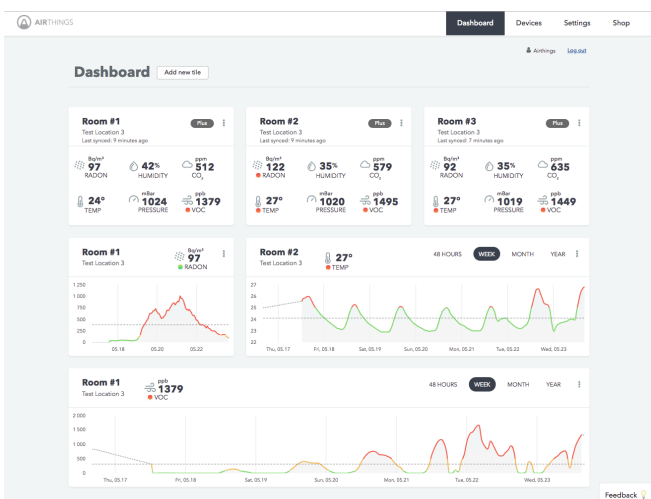 AIRTHINGS
Dashboard Devices Settings Shop
Airthings Log out
Dashboard Add new tile
Room #1 Plus
Test Location 3
Last synced: 9 minutes ago
Bq/m³ ppm
97 42% 512
RADON HUMIDITY CO₂
mBar ppb
24° 1024 1379
TEMP PRESSURE VOC
Room #2 Plus
Test Location 3
Last synced: 9 minutes ago
Bq/m³ ppm
122 35% 579
RADON HUMIDITY CO₂
mBar ppb
27° 1020 1495
TEMP PRESSURE VOC
Room #3 Plus
Test Location 3
Last synced: 7 minutes ago
Bq/m³ ppm
92 35% 635
RADON HUMIDITY CO₂
mBar ppb
27° 1019 1449
TEMP PRESSURE VOC
Room #1
Test Location 3
Bq/m³
97
RADON
1 250
1 000
750
500
250
0
05.18 05.20 05.22
Room #2
Test Location 3
27°
TEMP
48 HOURS WEEK MONTH YEAR
27
26
25
24
23
22
Thu, 05.17 Fri, 05.18 Sat, 05.19 Sun, 05.20 Mon, 05.21 Tue, 05.22 Wed, 05.23
Room #1
Test Location 3
ppb
1379
VOC
48 HOURS WEEK MONTH YEAR
2 000
1 500
1 000
500
0
Thu, 05.17 Fri, 05.18 Sat, 05.19 Sun, 05.20 Mon, 05.21 Tue, 05.22 Wed, 05.23
Feedback